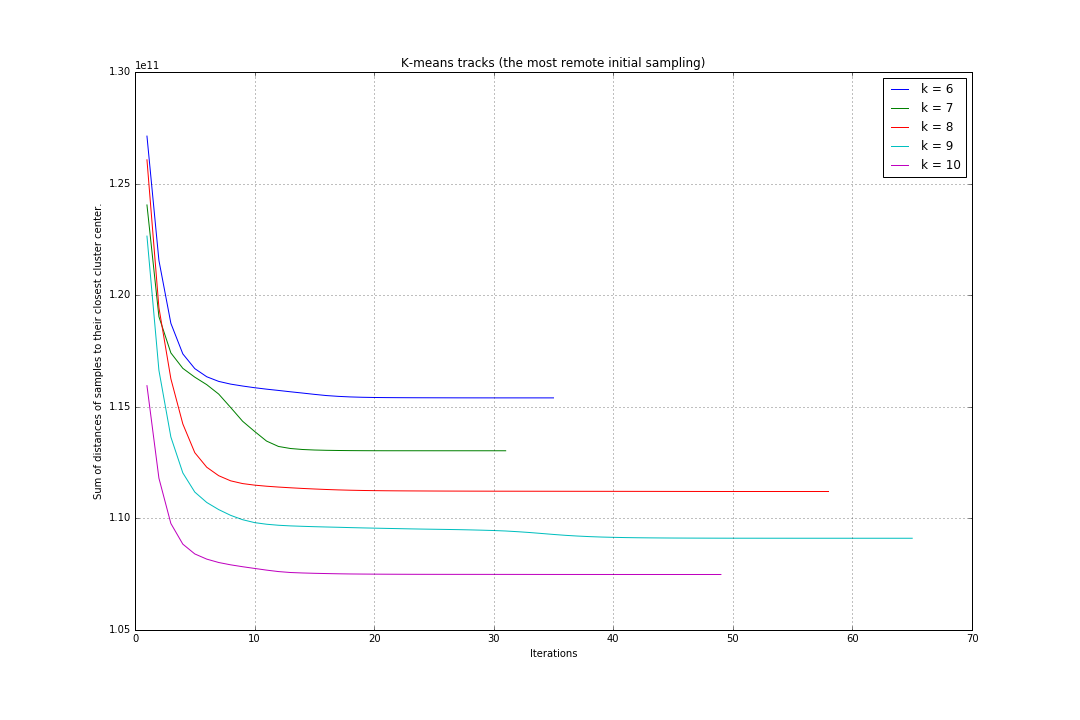 K-means tracks (the most remote initial sampling)
1e11
1.30
1.25
1.20
1.15
1.10
1.05
Sum of distances of samples to their closest cluster center.
k = 6
k = 7
k = 8
k = 9
k = 10
0 10 20 30 40 50 60 70
Iterations